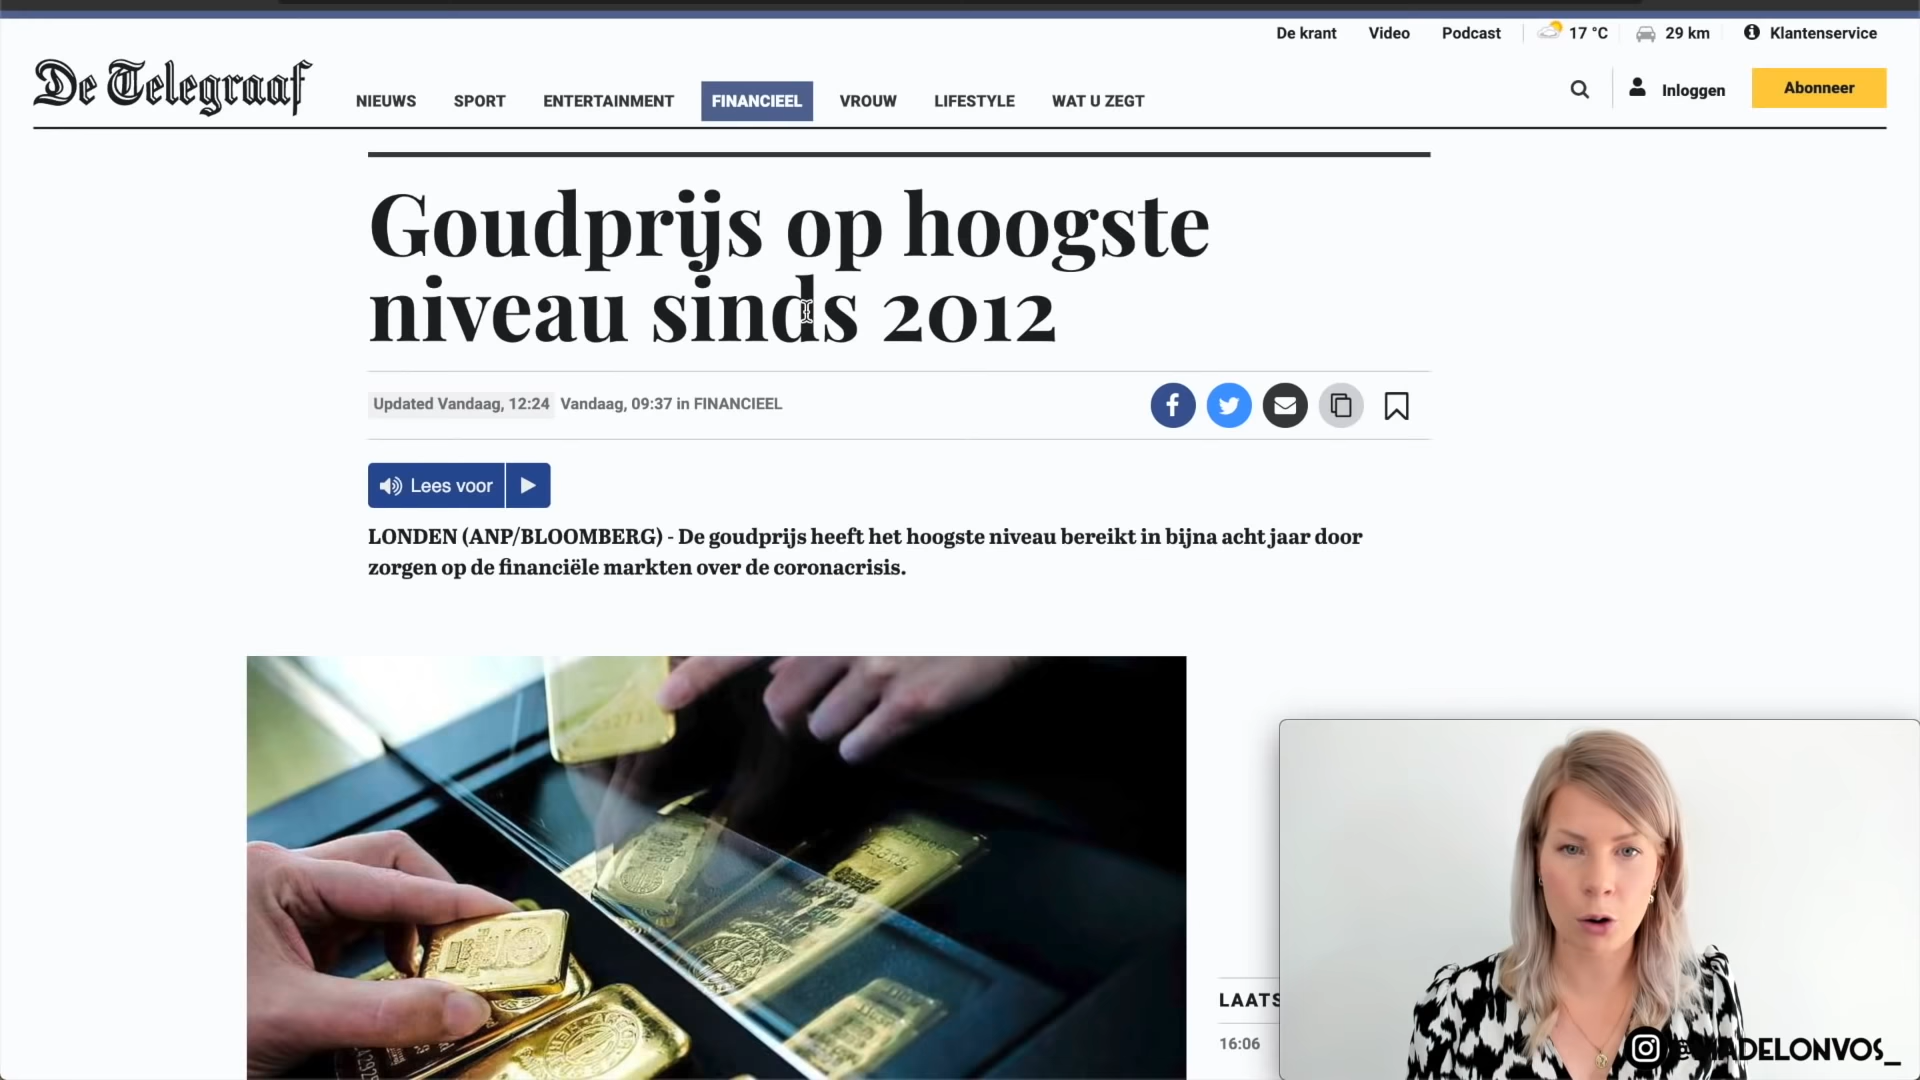 De krant Video Podcast 17 °C 29 km Klantenservice
De Telegraaf NIEUWS SPORT ENTERTAINMENT FINANCIEEL VROUW LIFESTYLE WAT U ZEGT Inloggen Abonneer
Goudprijs op hoogste
niveau sinds 2012
Updated Vandaag, 12:24 Vandaag, 09:37 in FINANCIEEL
Lees voor
LONDEN (ANP/BLOOMBERG) - De goudprijs heeft het hoogste niveau bereikt in bijna acht jaar door
zorgen op de financiële markten over de coronacrisis.
LAATS
16:06
@MADELONVOS_